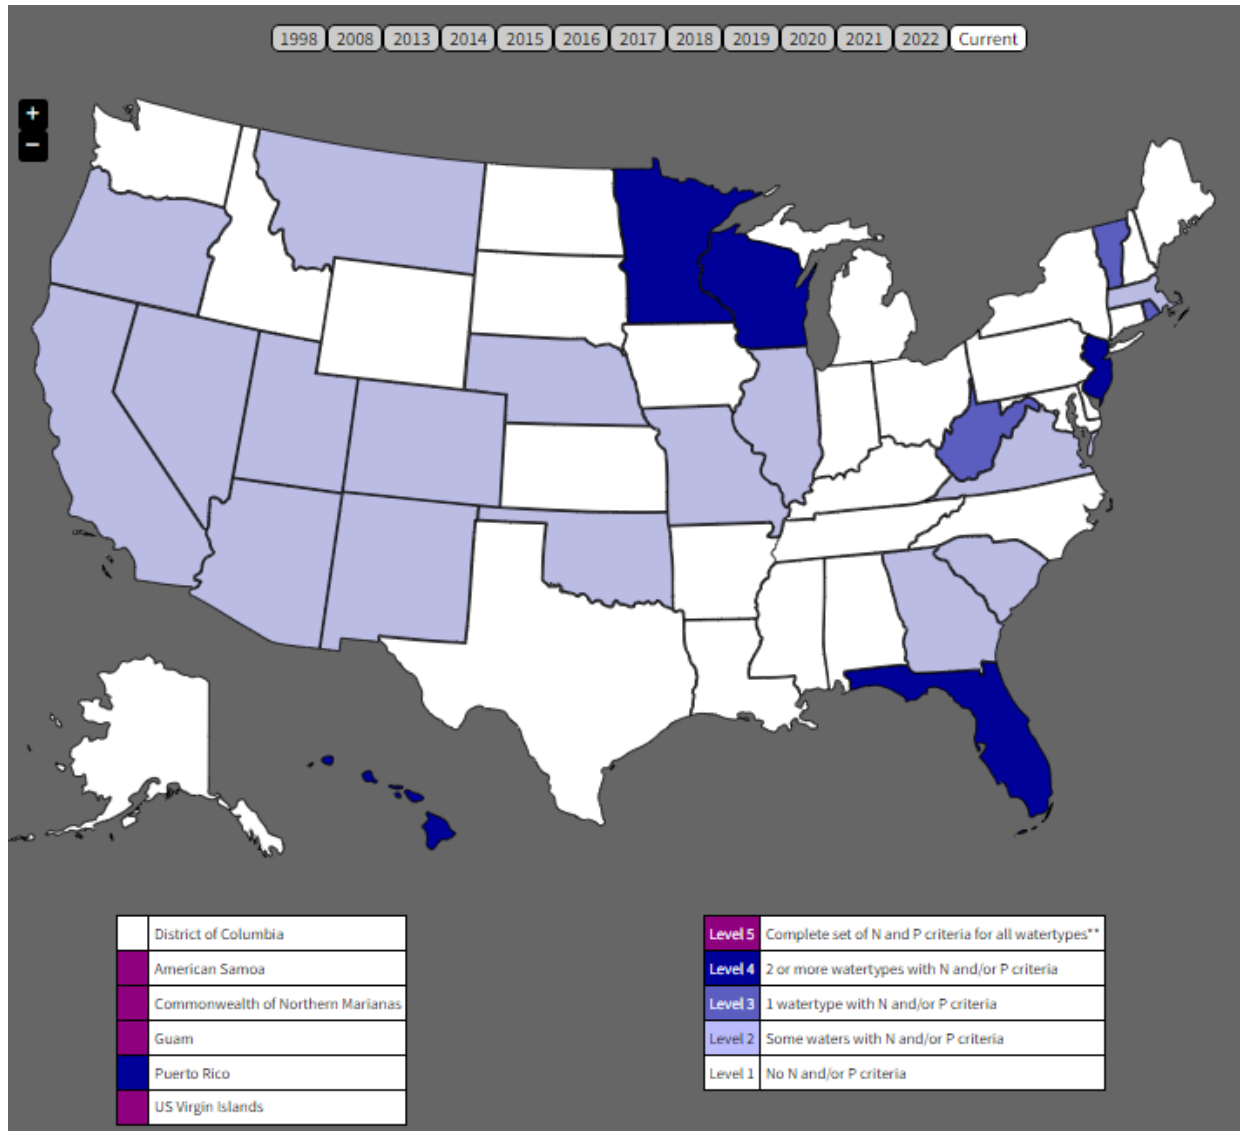 1998 2008 2013 2014 2015 2016 2017 2018 2019 2020 2021 2022 Current
+
−
District of Columbia
American Samoa
Commonwealth of Northern Marianas
Guam
Puerto Rico
US Virgin Islands
Level 5 Complete set of N and P criteria for all watertypes**
Level 4 2 or more watertypes with N and/or P criteria
Level 3 1 watertype with N and/or P criteria
Level 2 Some waters with N and/or P criteria
Level 1 No N and/or P criteria